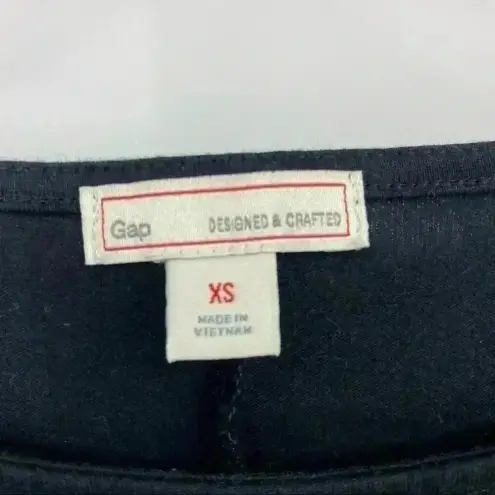 Gap DESIGNED & CRAFTED
XS
MADE IN
VIETNAM